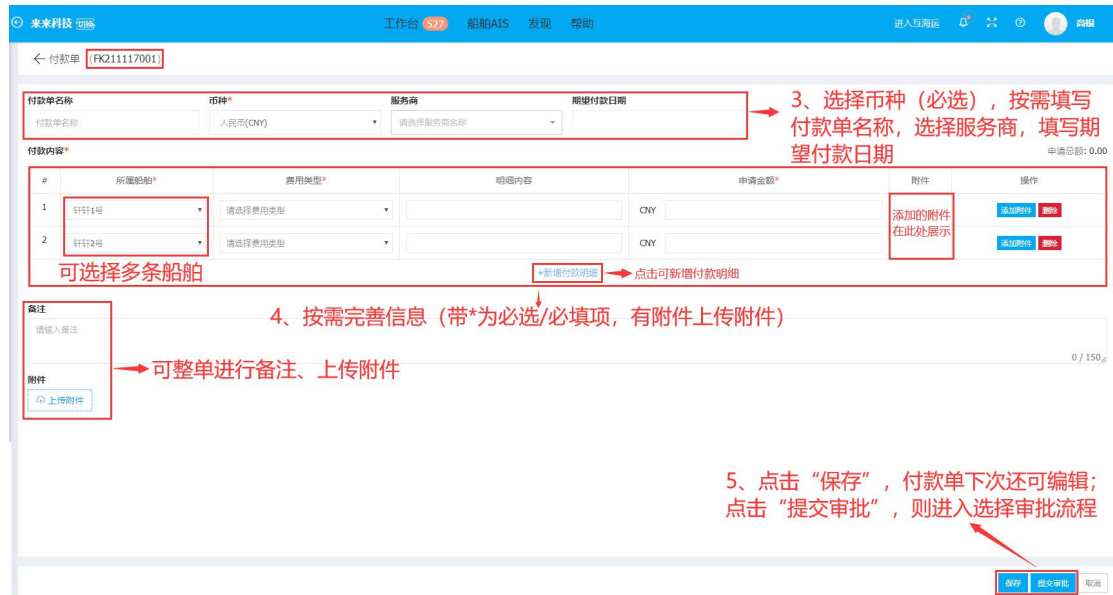 来来科技 切换 工作台 527 船舶AIS 发现 帮助 进入互海运 高银
付款单 (FK211117001)
付款单名称 币种* 服务商 期望付款日期
付款单名称 人民币(CNY) 请选择服务商名称
3、选择币种（必选），按需填写
付款单名称，选择服务商，填写期
望付款日期
付款内容* 申请总额: 0.00
# 所属船舶* 费用类型* 明细内容 申请金额* 附件 操作
1 轩轩1号 请选择费用类型 CNY 添加附件 删除
2 轩轩2号 请选择费用类型 CNY 添加附件 删除
添加的附件
在此处展示
可选择多条船舶 +新增付款明细 点击可新增付款明细
备注
请输入备注
4、按需完善信息（带*为必选/必填项，有附件上传附件）
0 / 150
可整单进行备注、上传附件
附件
上传附件
5、点击“保存”，付款单下次还可编辑；
点击“提交审批”，则进入选择审批流程
保存 提交审批 取消